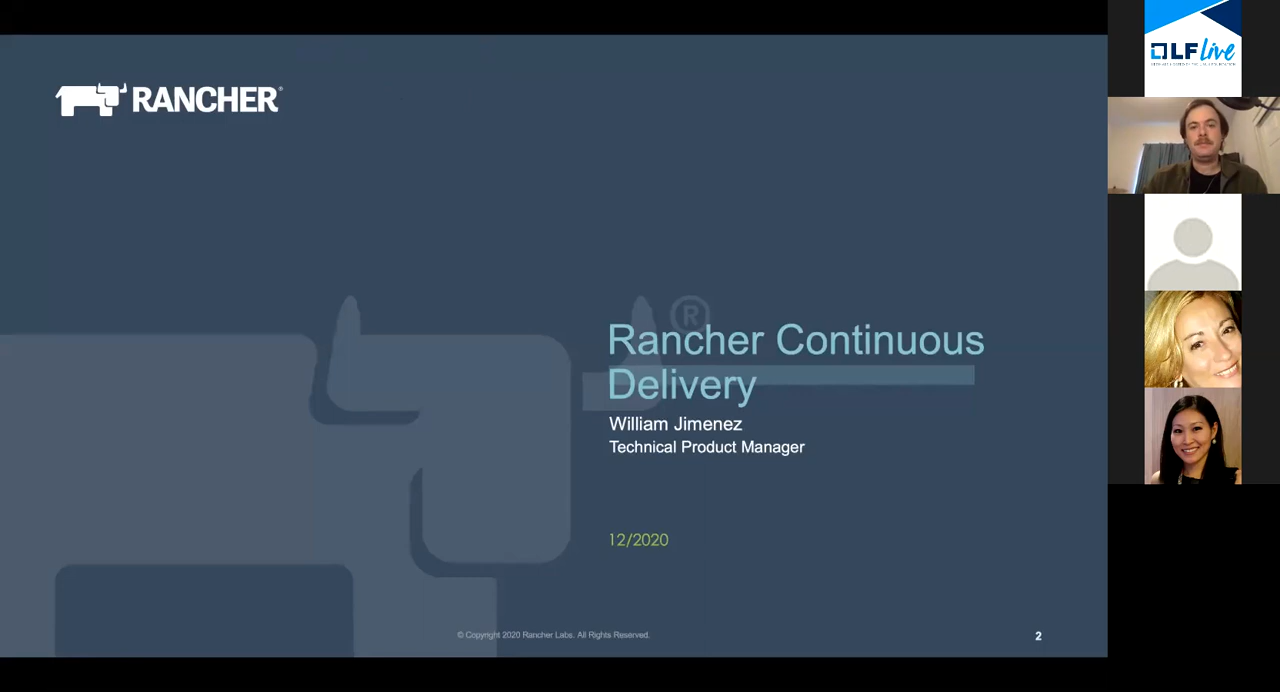 RANCHER®
Rancher Continuous
Delivery
William Jimenez
Technical Product Manager
12/2020
© Copyright 2020 Rancher Labs. All Rights Reserved.
2
®
LF Live